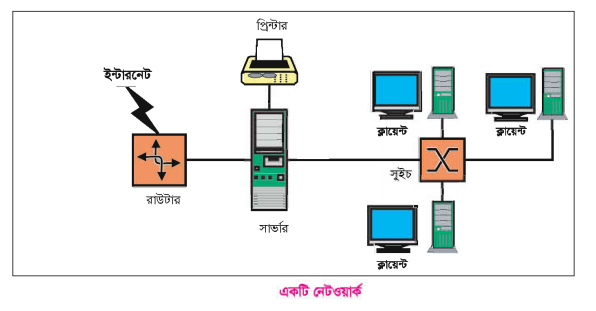 প্রিন্টার
ইন্টারনেট
ক্লায়েন্ট
ক্লায়েন্ট
সুইচ
রাউটার
সার্ভার
ক্লায়েন্ট
একটি নেটওয়ার্ক